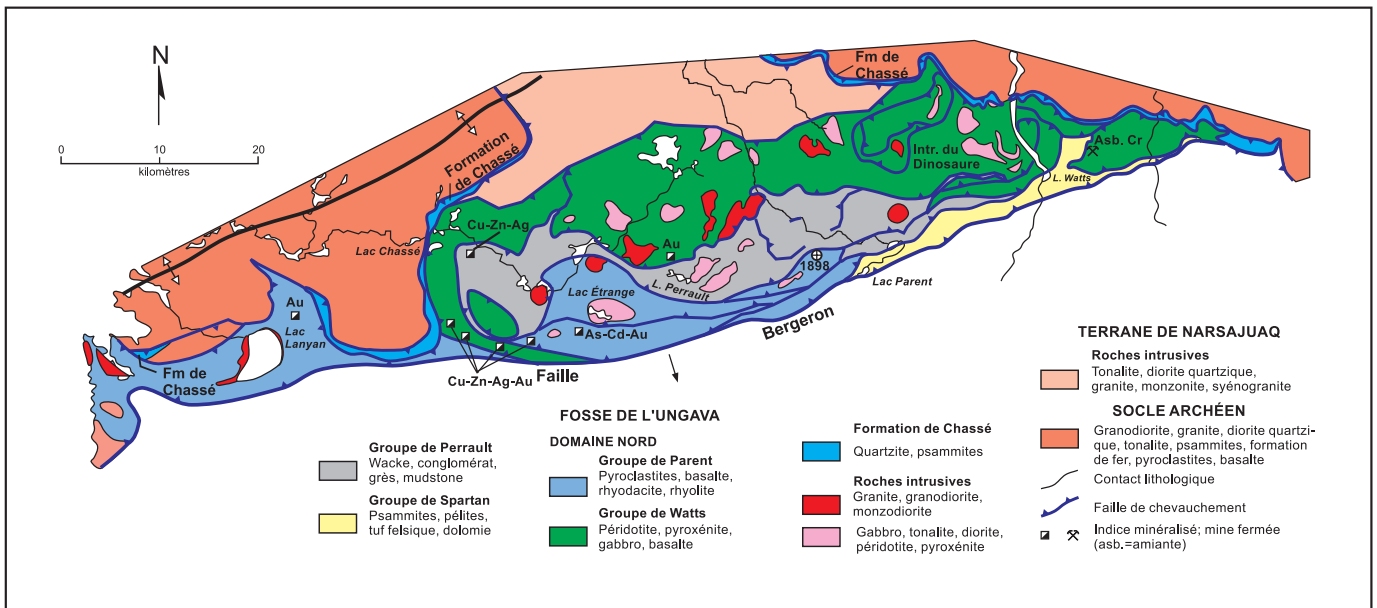 N
0
10
20
kilomètres
Fm de
Chassé
Formation
de Chassé
Intr. du
Dinosaure
Asb. Cr
L. Watts
Lac Chassé
Cu-Zn-Ag
Au
1898
L. Perrault
Lac Parent
Lac Étrange
Au
Lac
Lanyan
As-Cd-Au
Bergeron
Fm de
Chassé
Cu-Zn-Ag-Au
Faille
Groupe de Perrault
Wacke, conglomérat,
grès, mudstone
Groupe de Spartan
Psammites, pélites,
tuf felsique, dolomie
FOSSE DE L'UNGAVA
DOMAINE NORD
Groupe de Parent
Pyroclastites, basalte,
rhyodacite, rhyolite
Groupe de Watts
Péridotite, pyroxénite,
gabbro, basalte
Formation de Chassé
Quartzite, psammites
Roches intrusives
Granite, granodiorite,
monzodiorite
Gabbro, tonalite, diorite,
péridotite, pyroxénite
TERRANE DE NARSAJUAQ
Roches intrusives
Tonalite, diorite quartzique,
granite, monzonite, syénogranite
SOCLE ARCHÉEN
Granodiorite, granite, diorite quartzi-
que, tonalite, psammites, formation
de fer, pyroclastites, basalte
Contact lithologique
Faille de chevauchement
Indice minéralisé; mine fermée
(asb.=amiante)